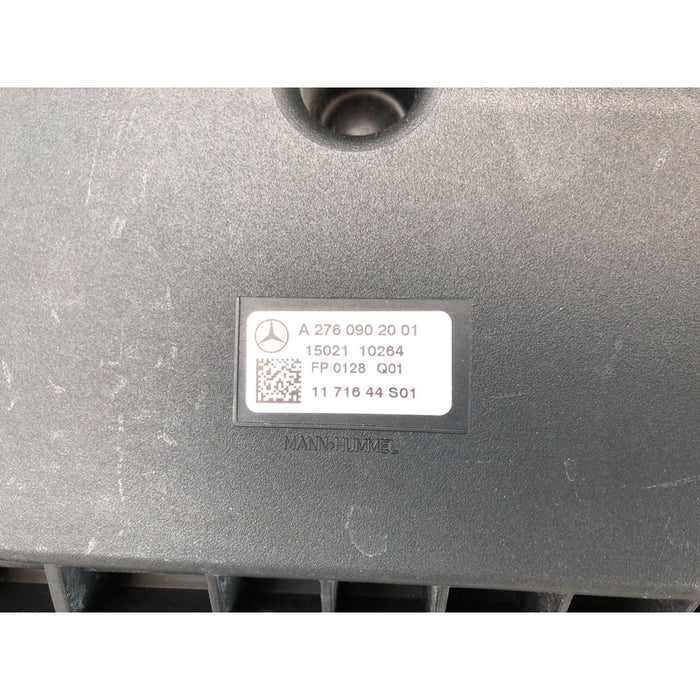 A 276 090 20 01
15021 10264
FP 0128 Q01
11 716 44 S01
MANN+HUMMEL